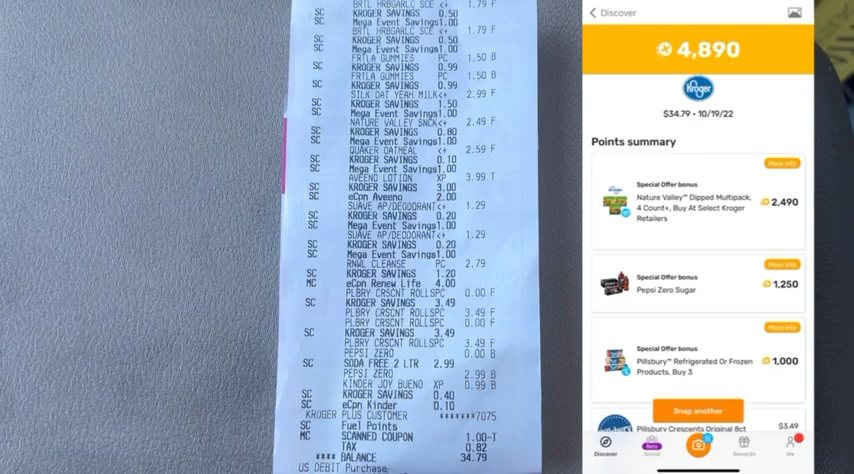 BRTL HRBGARLC SCE <+ 1.79 F
SC KROGER SAVINGS 0.50
SC Mega Event Savings1.00
BRTL HRBGARLC SCE <+ 1.79 F
SC KROGER SAVINGS 0.50
SC Mega Event Savings1.00
FRTLA GUMMIES PC 1.50 B
SC KROGER SAVINGS 0.99
FRTLA GUMMIES PC 1.50 B
SC KROGER SAVINGS 0.99
SILK OAT YEAH MILK<+ 2.99 F
SC KROGER SAVINGS 1.50
SC Mega Event Savings1.00
NATURE VALLEY SNCK<+ 2.49 F
SC KROGER SAVINGS 0.80
SC Mega Event Savings1.00
QUAKER OATMEAL <+ 2.59 F
SC KROGER SAVINGS 0.10
SC Mega Event Savings1.00
AVEENO LOTION XP 3.99 T
SC KROGER SAVINGS 3.00
SC eCpn Aveeno 2.00
SUAVE AP/DEODORANT<+ 1.29
SC KROGER SAVINGS 0.20
SC Mega Event Savings1.00
SUAVE AP/DEODORANT<+ 1.29
SC KROGER SAVINGS 0.20
SC Mega Event Savings1.00
RNWL CLEANSE PC 2.79
SC KROGER SAVINGS 1.20
MC eCpn Renew Life 4.00
PLBRY CRSCNT ROLLSPC 0.00 F
SC KROGER SAVINGS 3.49
PLBRY CRSCNT ROLLSPC 3.49 F
PLBRY CRSCNT ROLLSPC 0.00 F
SC KROGER SAVINGS 3.49
PLBRY CRSCNT ROLLSPC 3.49 F
PEPSI ZERO 0.00 B
SC SODA FREE 2 LTR 2.99
PEPSI ZERO 2.99 B
KINDER JOY BUENO XP 0.99 B
SC KROGER SAVINGS 0.40
SC eCpn Kinder 0.10
KROGER PLUS CUSTOMER *******7075
SC Fuel Points
MC SCANNED COUPON 1.00-T
TAX 0.82
**** BALANCE 34.79
US DEBIT Purchase
Discover
4,890
Kroger
$34.79 • 10/19/22
Points summary
More info
Special Offer bonus
Nature Valley™ Dipped Multipack, 4 Count+, Buy At Select Kroger Retailers
2,490
More info
Special Offer bonus
Pepsi Zero Sugar
1,250
More info
Special Offer bonus
Pillsbury™ Refrigerated Or Frozen Products, Buy 3
1,000
Pillsbury Crescents Original 8ct
$3.49
Snap another
Discover
Beta
Social
Rewards
Me